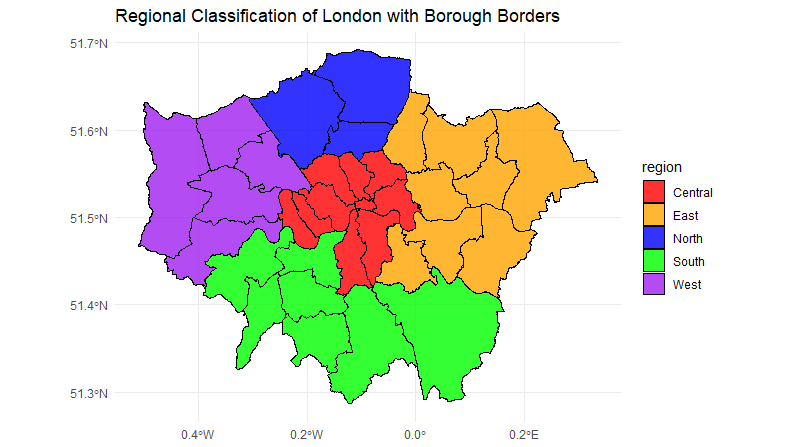 Regional Classification of London with Borough Borders
51.7°N
51.6°N
51.5°N
51.4°N
51.3°N
0.4°W
0.2°W
0.0°
0.2°E
region
Central
East
North
South
West